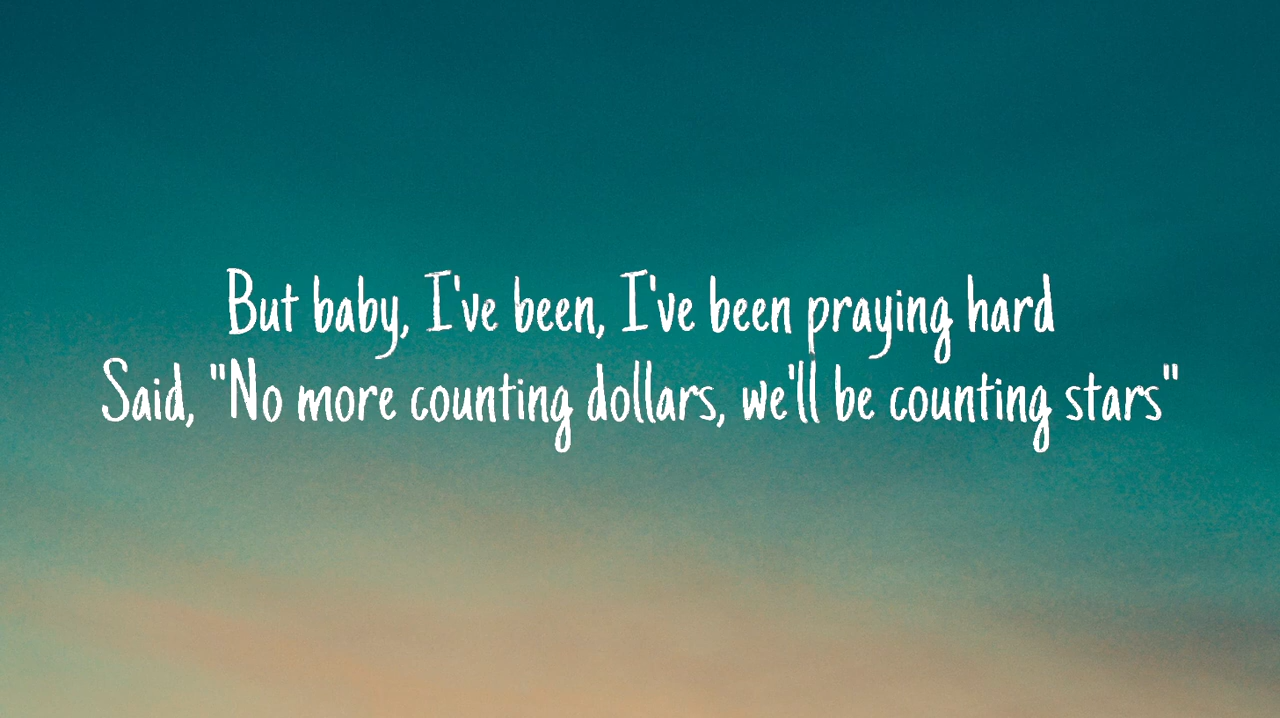 But baby, I've been, I've been praying hard
Said, "No more counting dollars, we'll be counting stars"